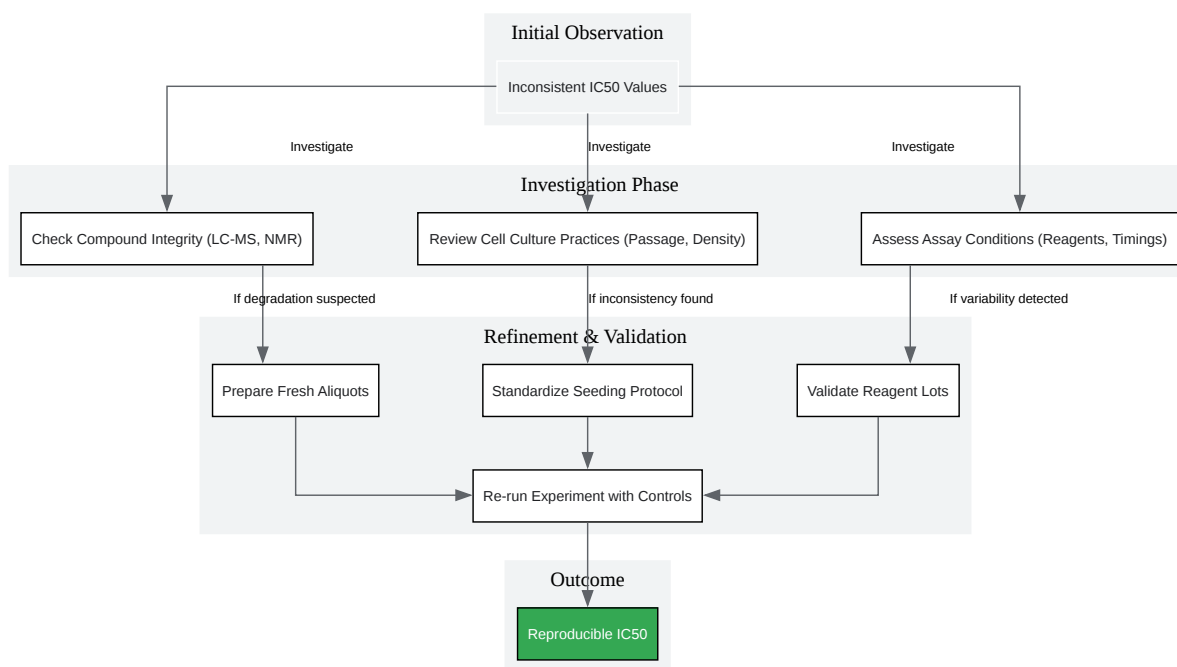 Initial Observation
Inconsistent IC50 Values
Investigate
Investigate
Investigate
Investigation Phase
Check Compound Integrity (LC-MS, NMR)
Review Cell Culture Practices (Passage, Density)
Assess Assay Conditions (Reagents, Timings)
If degradation suspected
If inconsistency found
If variability detected
Refinement & Validation
Prepare Fresh Aliquots
Standardize Seeding Protocol
Validate Reagent Lots
Re-run Experiment with Controls
Outcome
Reproducible IC50